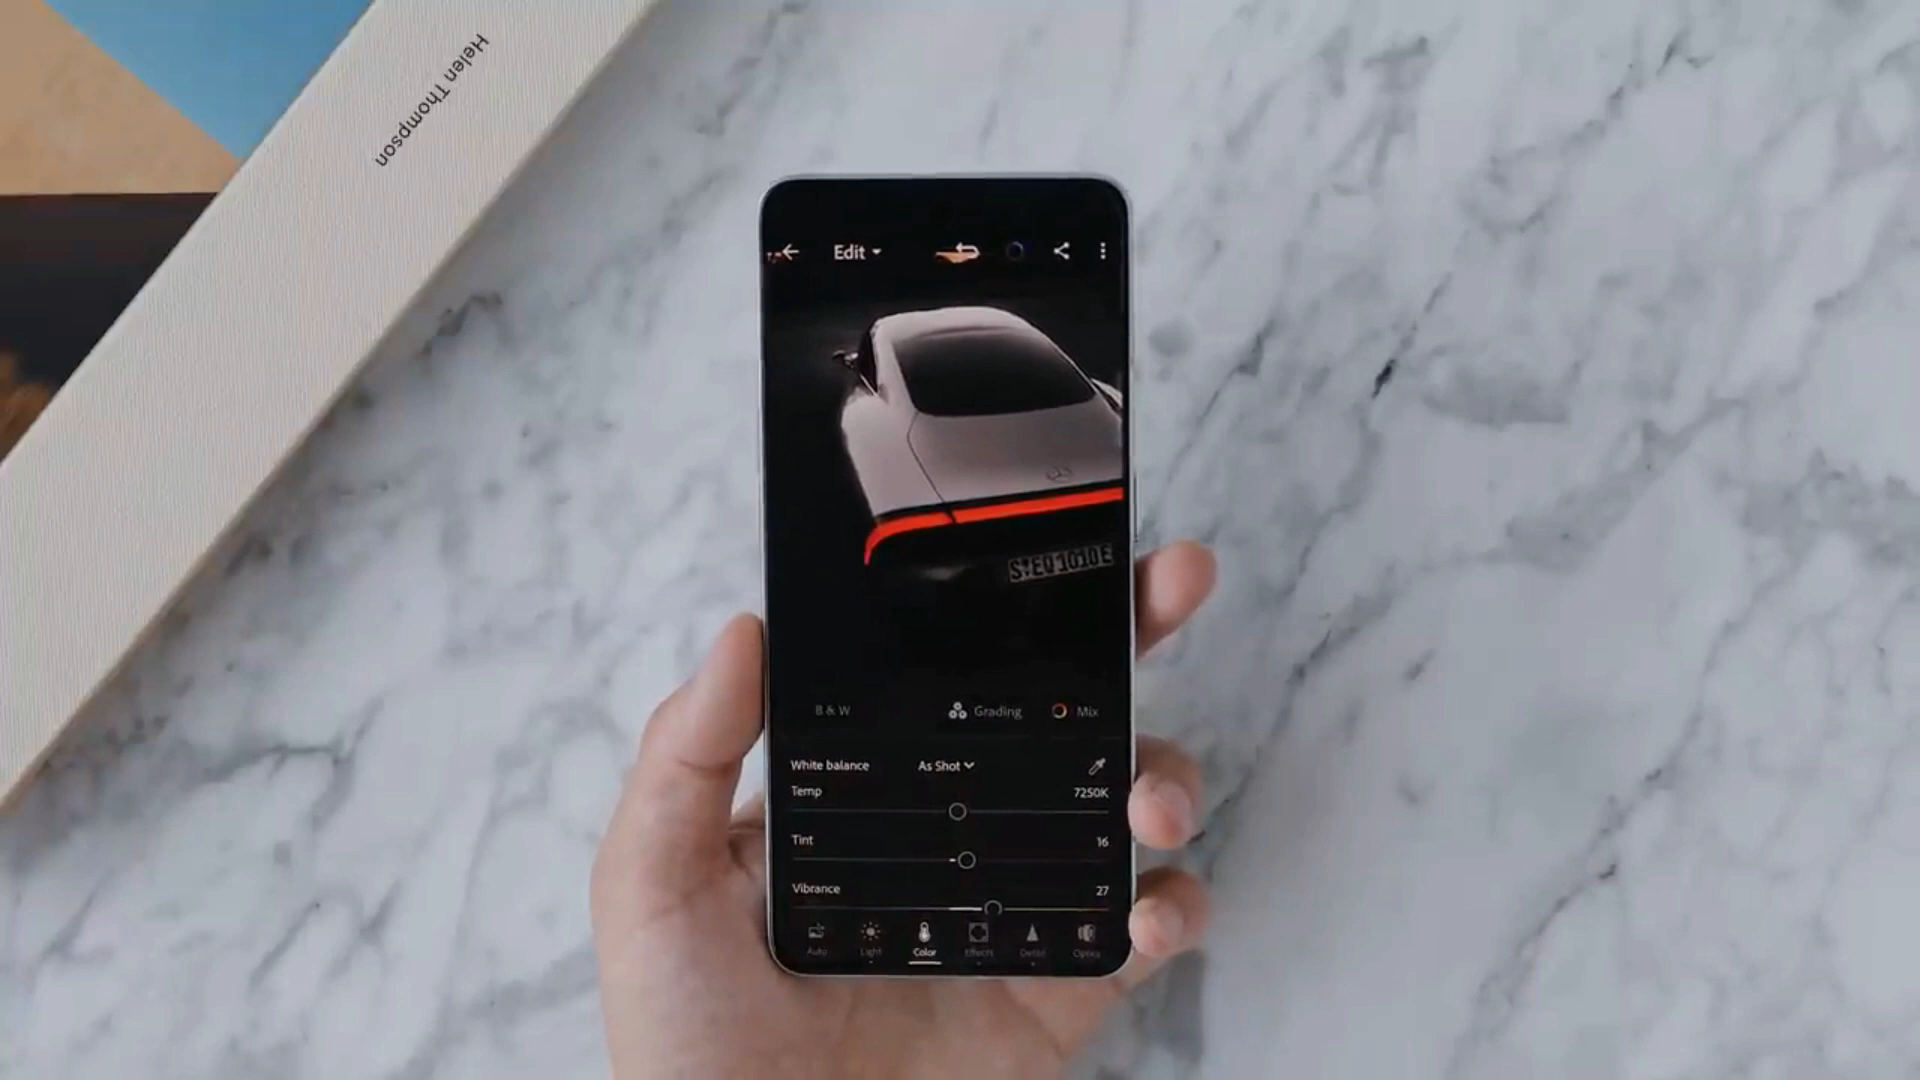 Helen Thompson
Edit
S EQ 1010E
B & W Grading Mix
White balance As Shot
Temp 7250K
Tint 16
Vibrance 27
Auto Light Color Effects Detail Optics